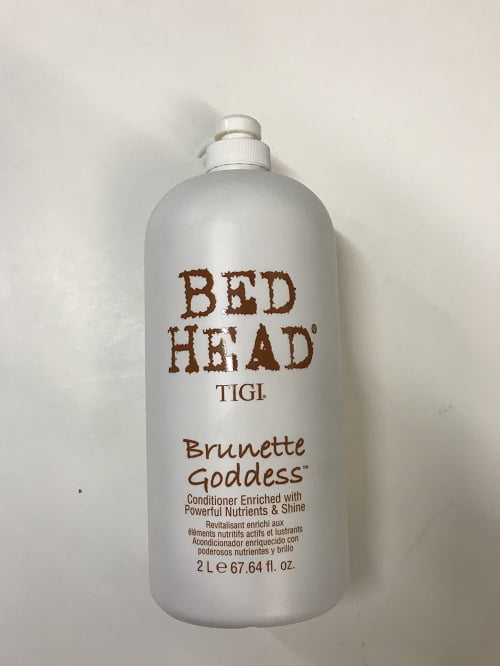 BED
HEAD®
TIGI®
Brunette
Goddess™
Conditioner Enriched with
Powerful Nutrients & Shine
Revitalisant enrichi aux
éléments nutritifs actifs et lustrants
Acondicionador enriquecido con
poderosos nutrientes y brillo
2 L e 67.64 fl. oz.